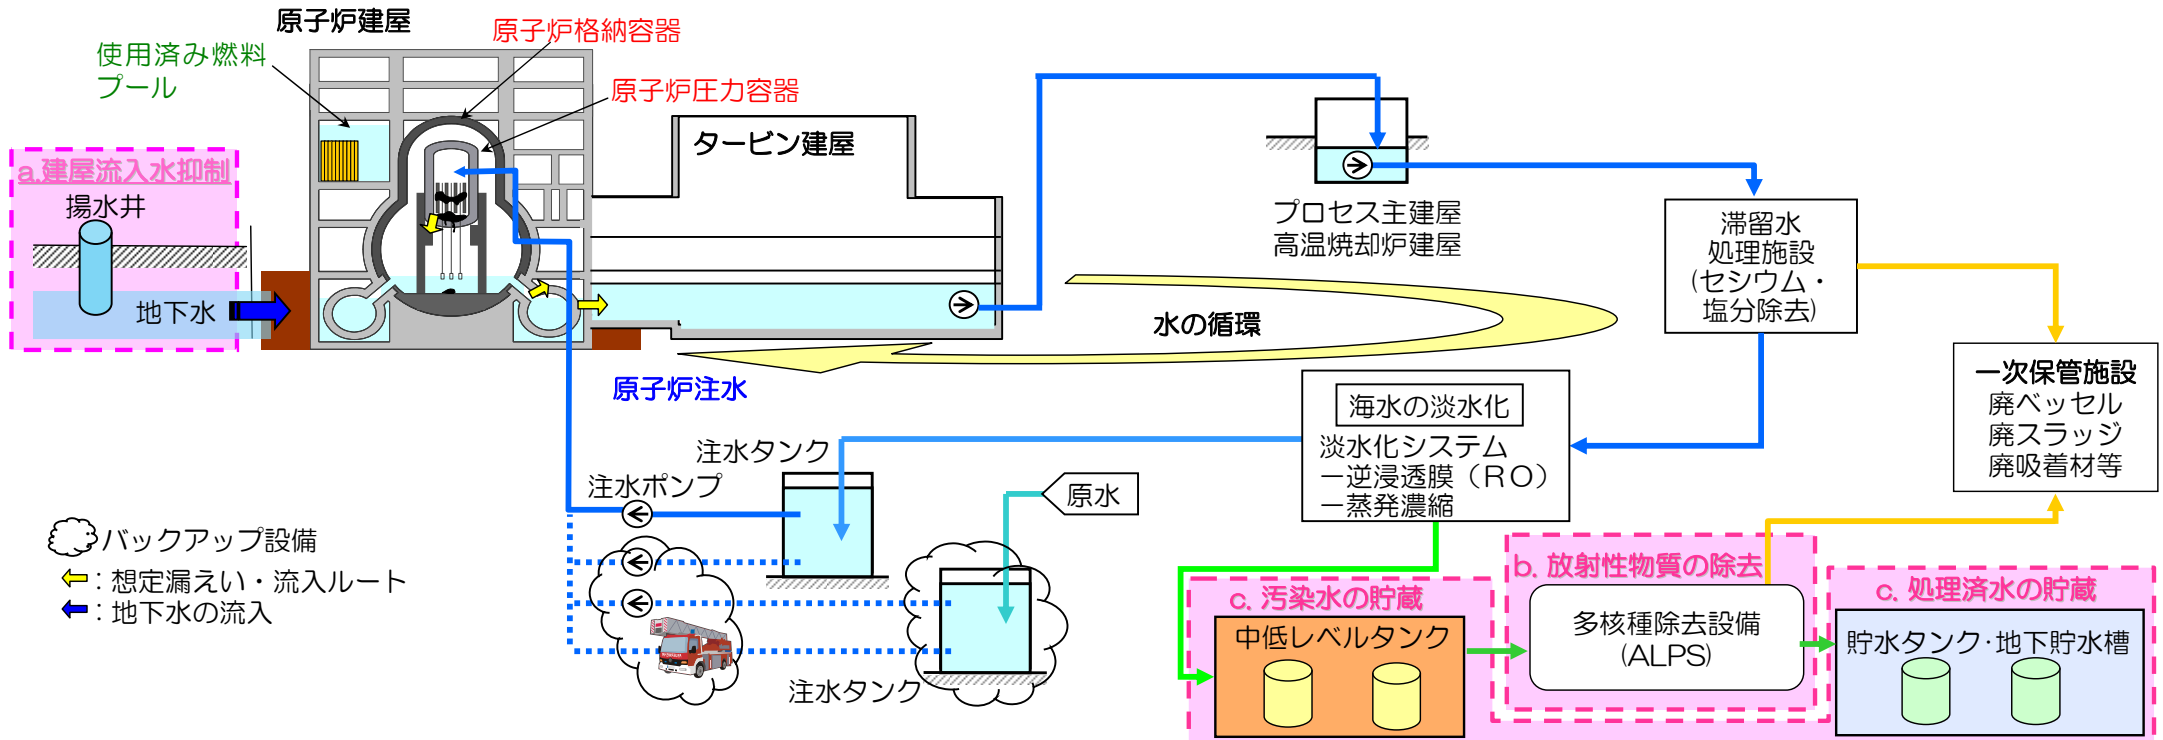 原子炉建屋
原子炉格納容器
使用済み燃料
プール
原子炉圧力容器
タービン建屋
a.建屋流入水抑制
揚水井
地下水
プロセス主建屋
高温焼却炉建屋
滞留水
処理施設
(セシウム・
塩分除去)
水の循環
原子炉注水
一次保管施設
廃ベッセル
廃スラッジ
廃吸着材等
海水の淡水化
淡水化システム
－逆浸透膜（ＲＯ）
－蒸発濃縮
注水タンク
注水ポンプ
原水
バックアップ設備
：想定漏えい・流入ルート
：地下水の流入
注水タンク
c. 汚染水の貯蔵
中低レベルタンク
b. 放射性物質の除去
多核種除去設備
(ALPS)
c. 処理済水の貯蔵
貯水タンク･地下貯水槽